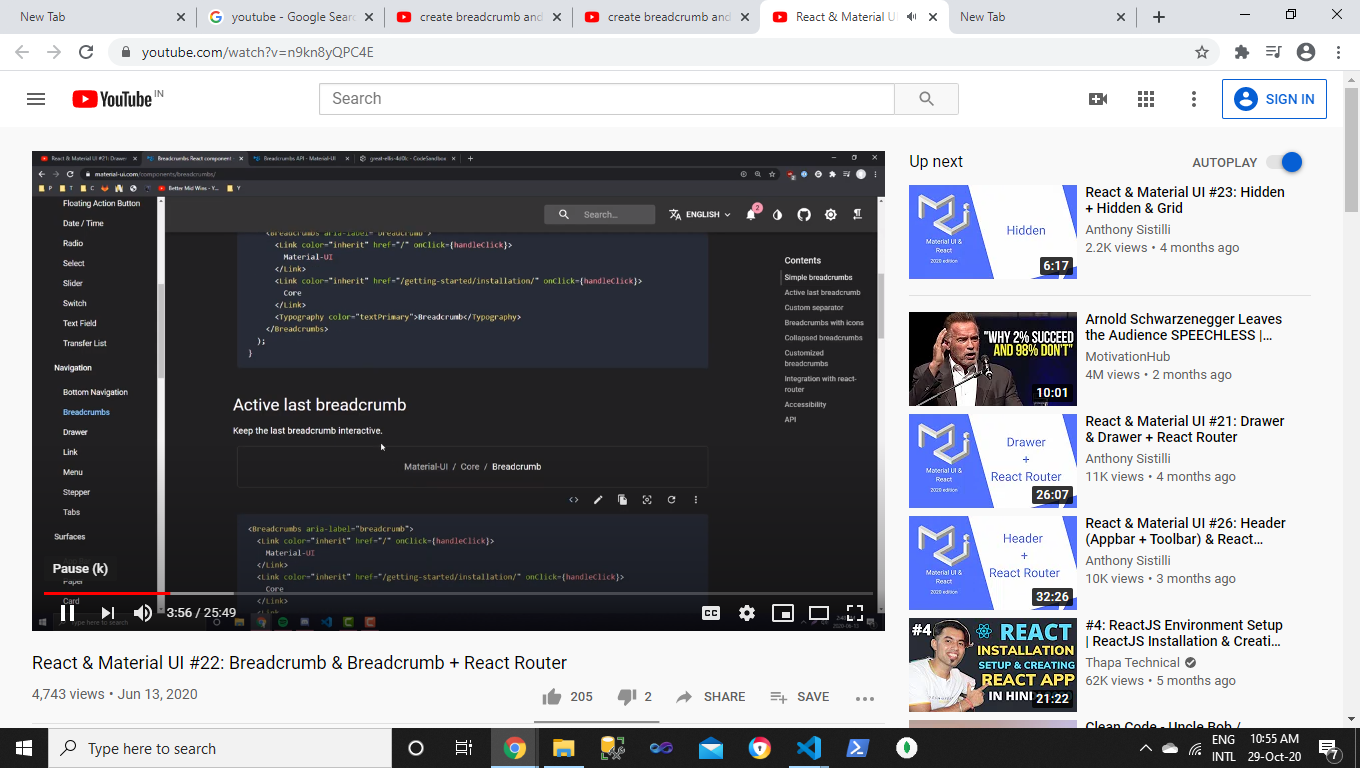 New Tab
youtube - Google Sear
create breadcrumb and
create breadcrumb and
React & Material U
New Tab
youtube.com/watch?v=n9kn8yQPC4E
YouTube IN
Search
SIGN IN
React & Material UI #21: Drawer
Breadcrumbs React component -
Breadcrumbs API - Material-UI
great-ellis-4d0lc - CodeSandbox
material-ui.com/components/breadcrumbs/
P
T
C
Better Mid Wins - Y...
Y
Search...
ENGLISH
2
Floating Action Button
Date / Time
Radio
Select
Slider
Switch
Text Field
Transfer List
Navigation
Bottom Navigation
Breadcrumbs
Drawer
Link
Menu
Stepper
Tabs
Surfaces
Paper
Card
<Breadcrumbs aria-label="breadcrumb">
<Link color="inherit" href="/" onClick={handleClick}>
Material-UI
</Link>
<Link color="inherit" href="/getting-started/installation/" onClick={handleClick}>
Core
</Link>
<Typography color="textPrimary">Breadcrumb</Typography>
</Breadcrumbs>
);
}
Active last breadcrumb
Keep the last breadcrumb interactive.
Material-UI / Core / Breadcrumb
<Breadcrumbs aria-label="breadcrumb">
<Link color="inherit" href="/" onClick={handleClick}>
Material-UI
</Link>
<Link color="inherit" href="/getting-started/installation/" onClick={handleClick}>
Core
</Link>
<Link
Contents
Simple breadcrumbs
Active last breadcrumb
Custom separator
Breadcrumbs with icons
Collapsed breadcrumbs
Customized
breadcrumbs
Integration with react-
router
Accessibility
API
Pause (k)
3:56 / 25:49
CC
React & Material UI #22: Breadcrumb & Breadcrumb + React Router
4,743 views • Jun 13, 2020
205
2
SHARE
SAVE
Up next
AUTOPLAY
Material UI &
React
2020 edition
Hidden
6:17
React & Material UI #23: Hidden
+ Hidden & Grid
Anthony Sistilli
2.2K views • 4 months ago
"WHY 2% SUCCEED
AND 98% DON'T"
10:01
Arnold Schwarzenegger Leaves
the Audience SPEECHLESS |...
MotivationHub
4M views • 2 months ago
Material UI &
React
2020 edition
Drawer
+
React Router
26:07
React & Material UI #21: Drawer
& Drawer + React Router
Anthony Sistilli
11K views • 4 months ago
Material UI &
React
2020 edition
Header
+
React Router
32:26
React & Material UI #26: Header
(Appbar + Toolbar) & React...
Anthony Sistilli
10K views • 3 months ago
#4 REACT
INSTALLATION
SETUP & CREATING
REACT APP
IN HIND
21:22
#4: ReactJS Environment Setup
| ReactJS Installation & Creati...
Thapa Technical
62K views • 5 months ago
Clean Code - Uncle Bob /
Type here to search
ENG
INTL
10:55 AM
29-Oct-20
7